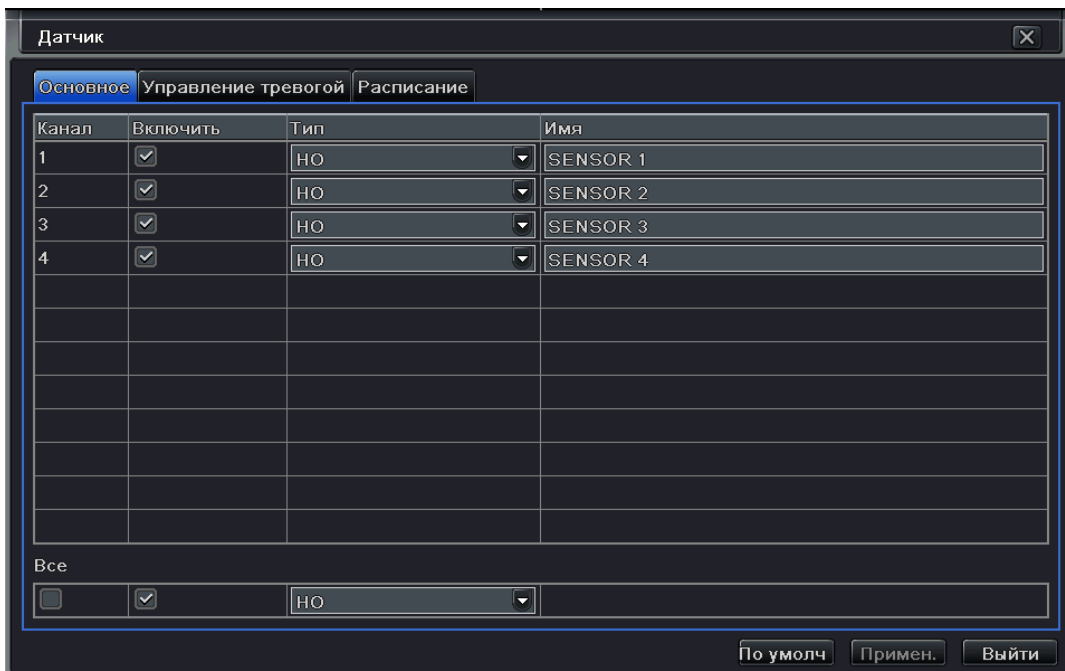 Датчик
Основное Управление тревогой Расписание
Канал Включить Тип Имя
1 НО SENSOR 1
2 НО SENSOR 2
3 НО SENSOR 3
4 НО SENSOR 4
Все
НО
По умолч Примен. Выйти